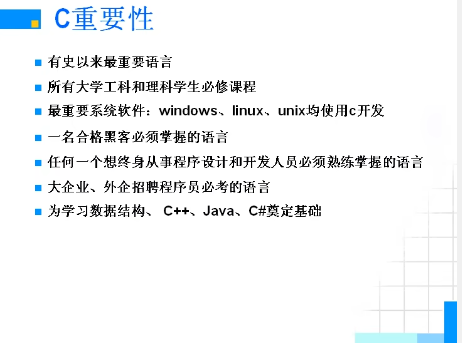 C重要性
有史以来最重要语言
所有大学工科和理科学生必修课程
最重要系统软件：windows、linux、unix均使用c开发
一名合格黑客必须掌握的语言
任何一个想终身从事程序设计和开发人员必须熟练掌握的语言
大企业、外企招聘程序员必考的语言
为学习数据结构、 C++、Java、C#奠定基础